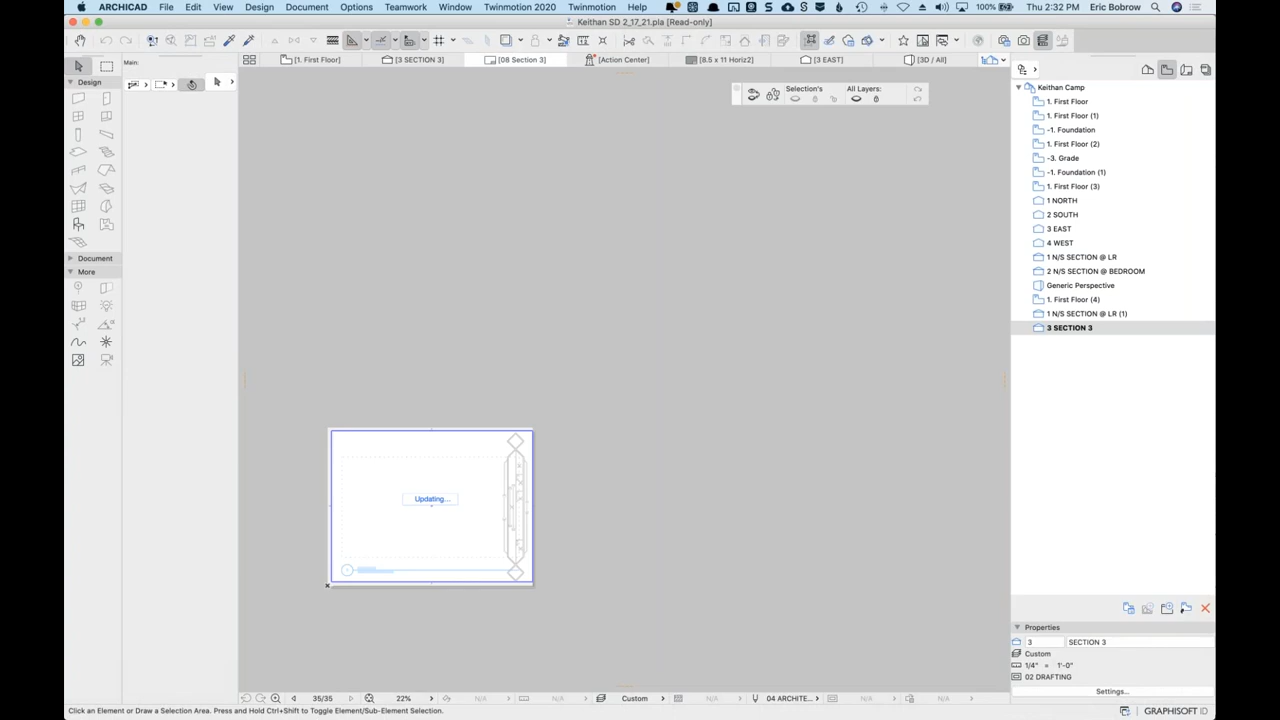 ARCHICAD File Edit View Design Document Options Teamwork Window Twinmotion 2020 Twinmotion Help 100% Thu 2:32 PM Eric Bobrow
Keithan SD 2_17_21.pla [Read-only]
Main:
[1. First Floor] [3 SECTION 3] [08 Section 3] [Action Center] [8.5 x 11 Horiz2] [3 EAST] [3D / All]
Design
Document
More
Selection's All Layers:
Updating...
Keithan Camp
1. First Floor
1. First Floor (1)
-1. Foundation
1. First Floor (2)
-3. Grade
-1. Foundation (1)
1. First Floor (3)
1 NORTH
2 SOUTH
3 EAST
4 WEST
1 N/S SECTION @ LR
2 N/S SECTION @ BEDROOM
Generic Perspective
1. First Floor (4)
1 N/S SECTION @ LR (1)
3 SECTION 3
Properties
3 SECTION 3
Custom
1/4" = 1'-0"
02 DRAFTING
Settings...
35/35 22% N/A N/A Custom N/A 04 ARCHITE... N/A N/A
Click an Element or Draw a Selection Area. Press and Hold Ctrl+Shift to Toggle Element/Sub-Element Selection.
GRAPHISOFT ID